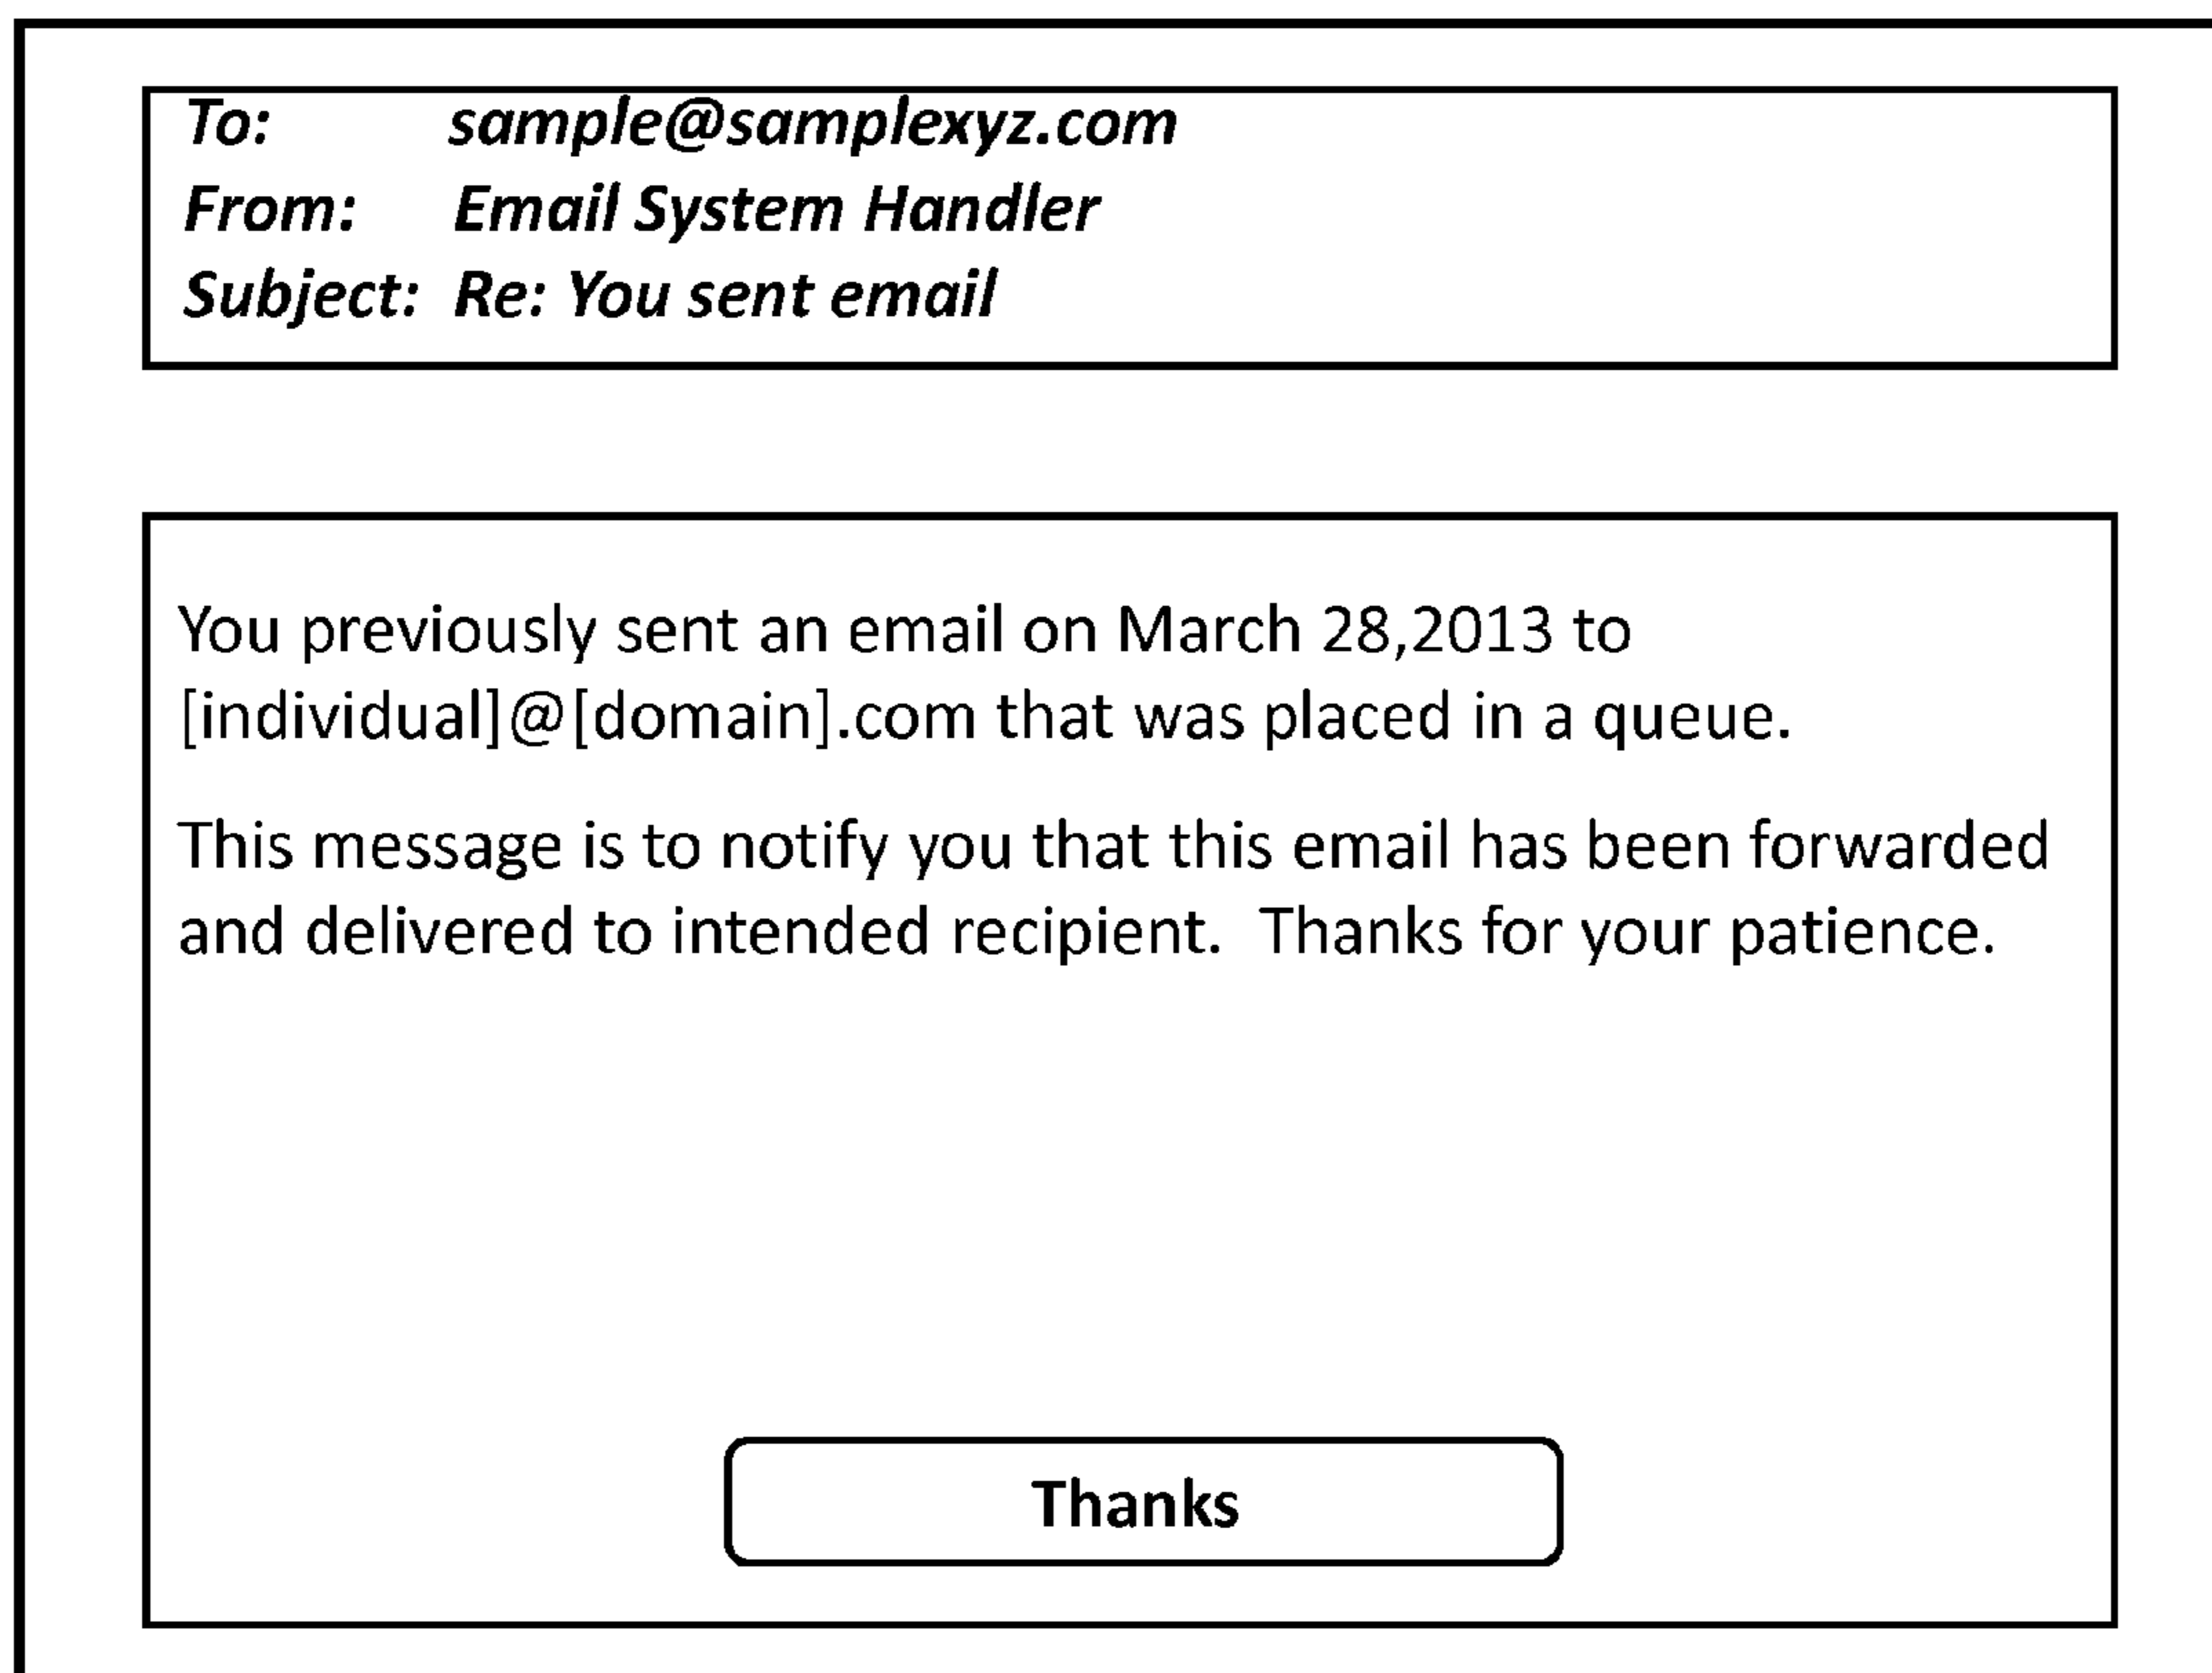 To: sample@samplexyz.com
From: Email System Handler
Subject: Re: You sent email
You previously sent an email on March 28,2013 to
[individual]@[domain].com that was placed in a queue.
This message is to notify you that this email has been forwarded
and delivered to intended recipient.  Thanks for your patience.
Thanks